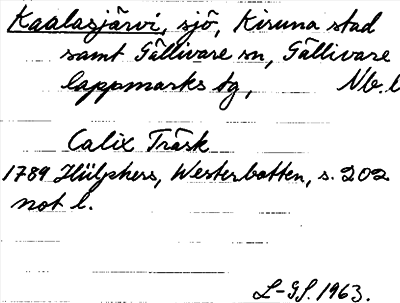 Kaalasjärvi, sjö, Kiruna stad
samt Gällivare sn, Gällivare
lappmarks tg, Nb. l
Calix Träsk
1789 Hülphers, Westerbotten, s. 202
not l.
L-GS. 1963.